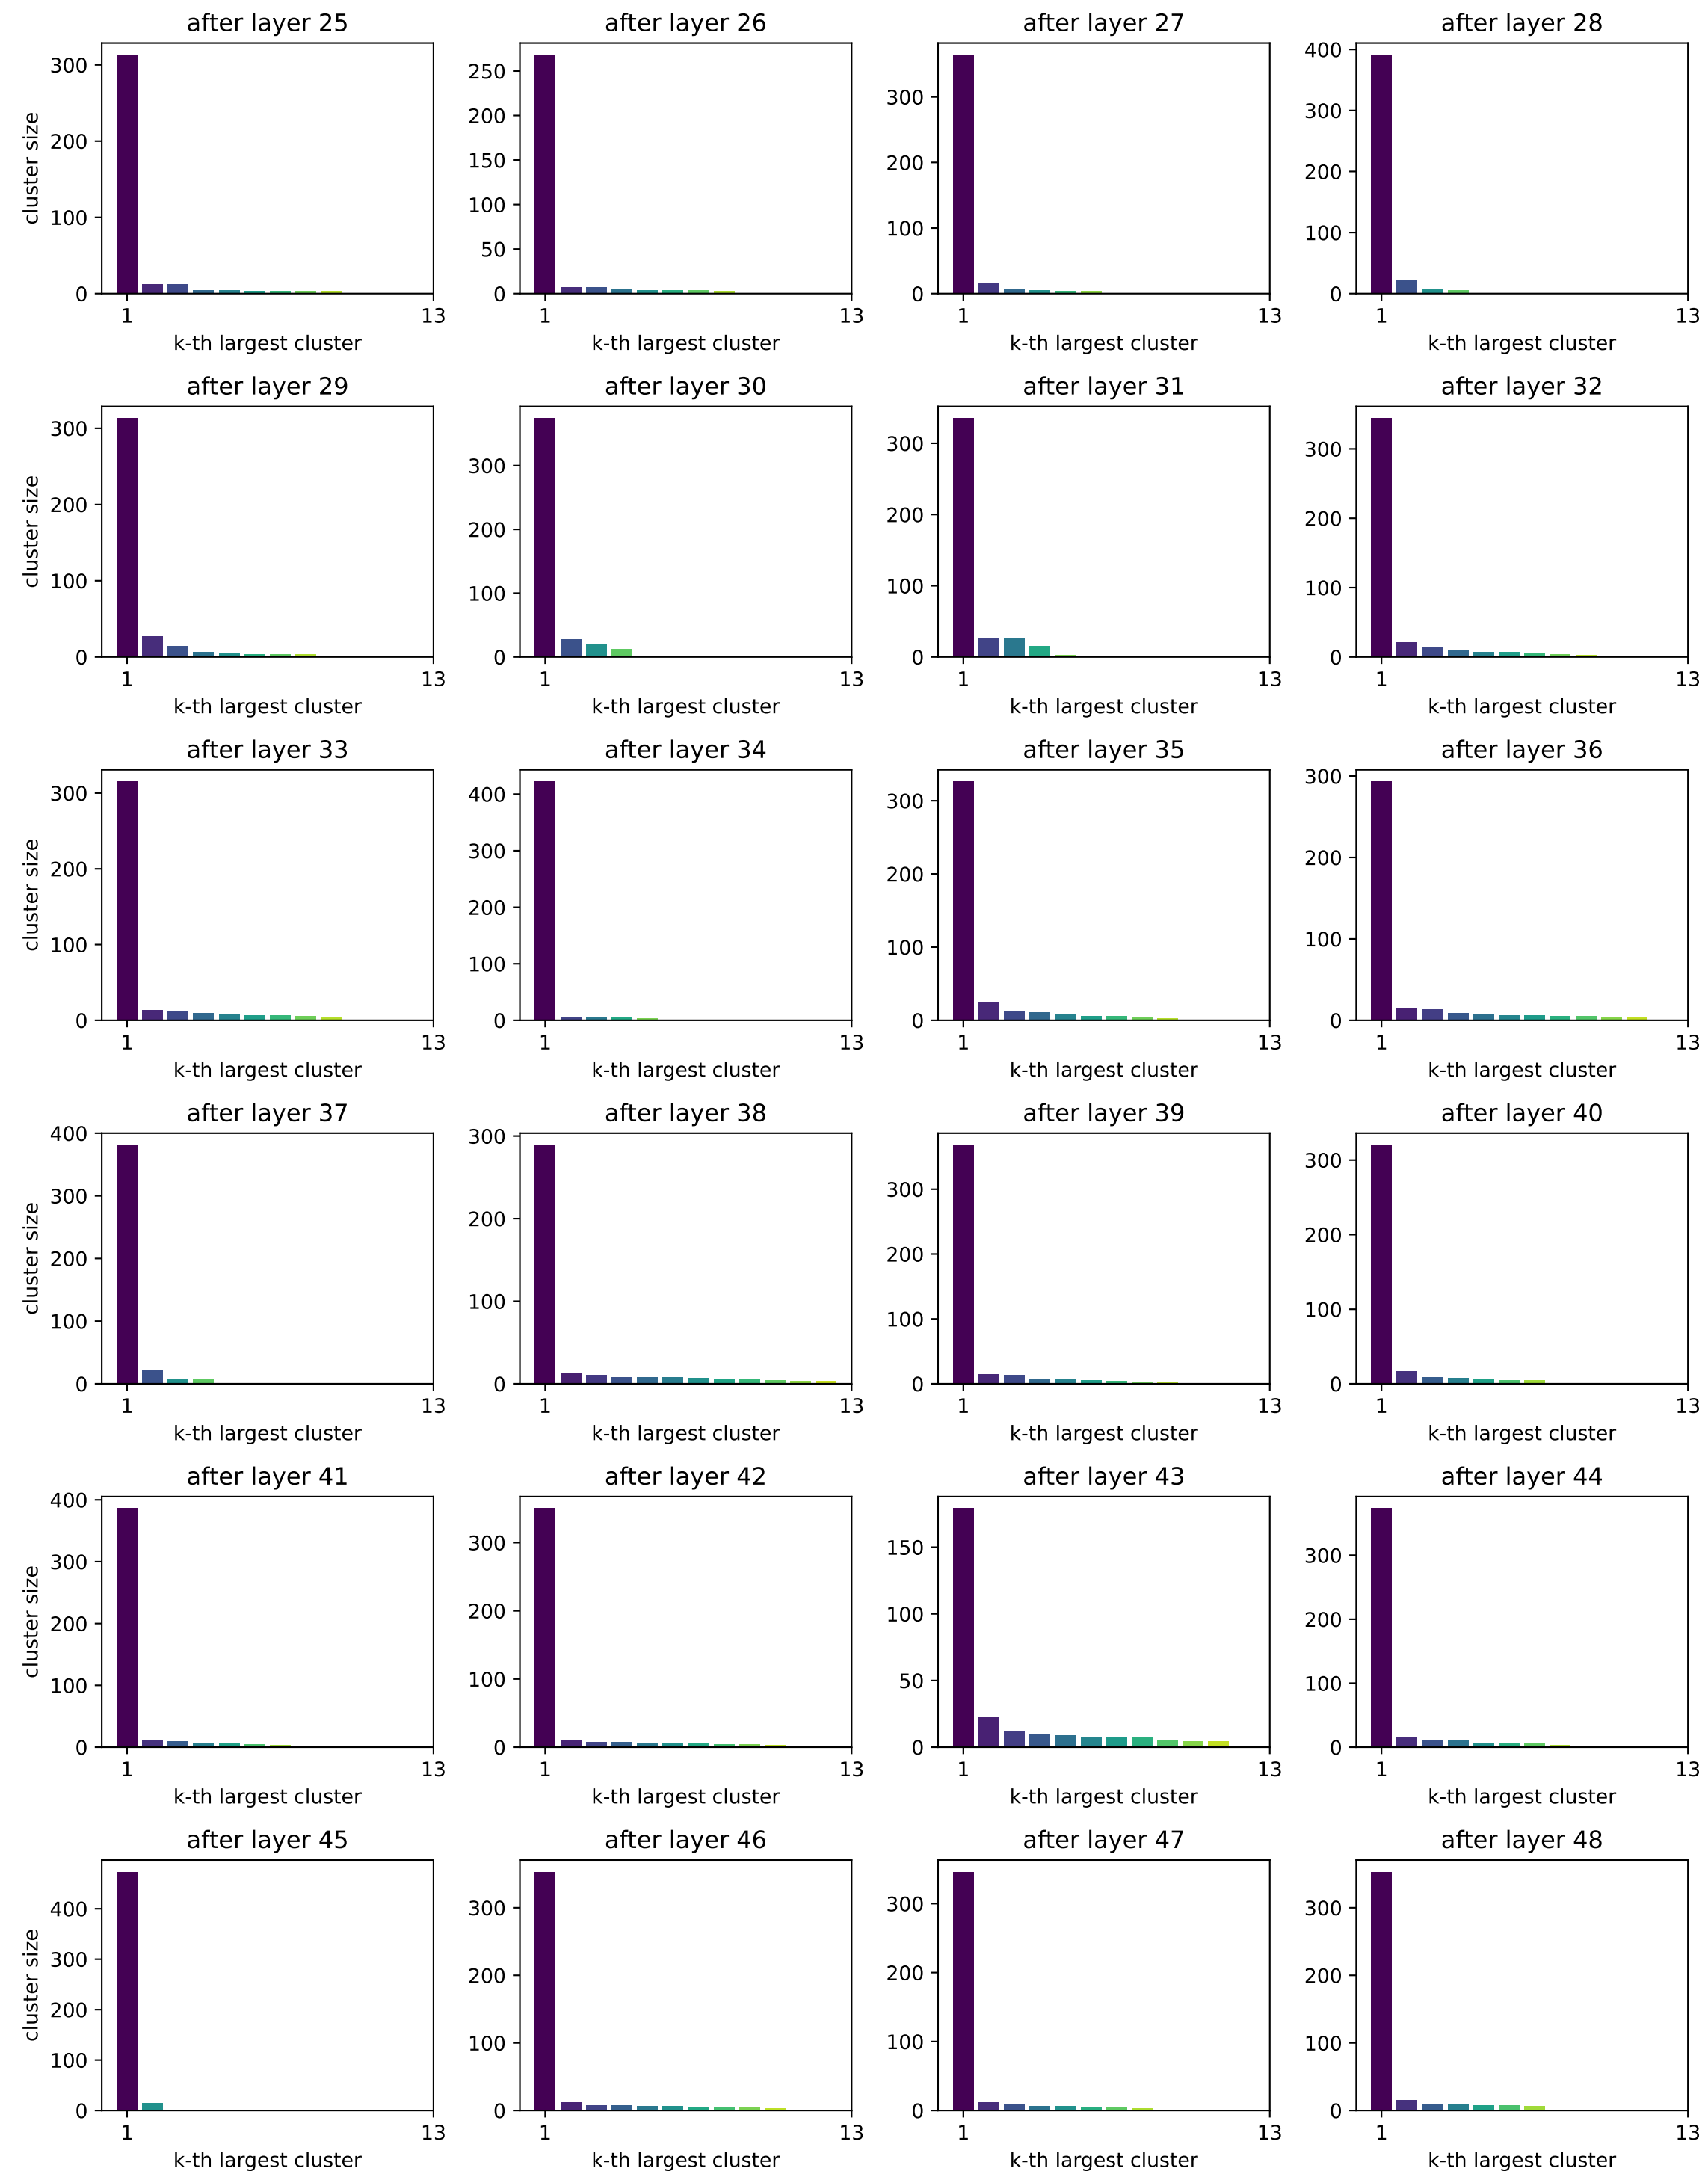 after layer 25
300
200
100
0
cluster size
1
13
k-th largest cluster
after layer 26
250
200
150
100
50
0
1
13
k-th largest cluster
after layer 27
300
200
100
0
1
13
k-th largest cluster
after layer 28
400
300
200
100
0
1
13
k-th largest cluster
after layer 29
300
200
100
0
cluster size
1
13
k-th largest cluster
after layer 30
300
200
100
0
1
13
k-th largest cluster
after layer 31
300
200
100
0
1
13
k-th largest cluster
after layer 32
300
200
100
0
1
13
k-th largest cluster
after layer 33
300
200
100
0
cluster size
1
13
k-th largest cluster
after layer 34
400
300
200
100
0
1
13
k-th largest cluster
after layer 35
300
200
100
0
1
13
k-th largest cluster
after layer 36
300
200
100
0
1
13
k-th largest cluster
after layer 37
400
300
200
100
0
cluster size
1
13
k-th largest cluster
after layer 38
300
200
100
0
1
13
k-th largest cluster
after layer 39
300
200
100
0
1
13
k-th largest cluster
after layer 40
300
200
100
0
1
13
k-th largest cluster
after layer 41
400
300
200
100
0
cluster size
1
13
k-th largest cluster
after layer 42
300
200
100
0
1
13
k-th largest cluster
after layer 43
150
100
50
0
1
13
k-th largest cluster
after layer 44
300
200
100
0
1
13
k-th largest cluster
after layer 45
400
300
200
100
0
cluster size
1
13
k-th largest cluster
after layer 46
300
200
100
0
1
13
k-th largest cluster
after layer 47
300
200
100
0
1
13
k-th largest cluster
after layer 48
300
200
100
0
1
13
k-th largest cluster